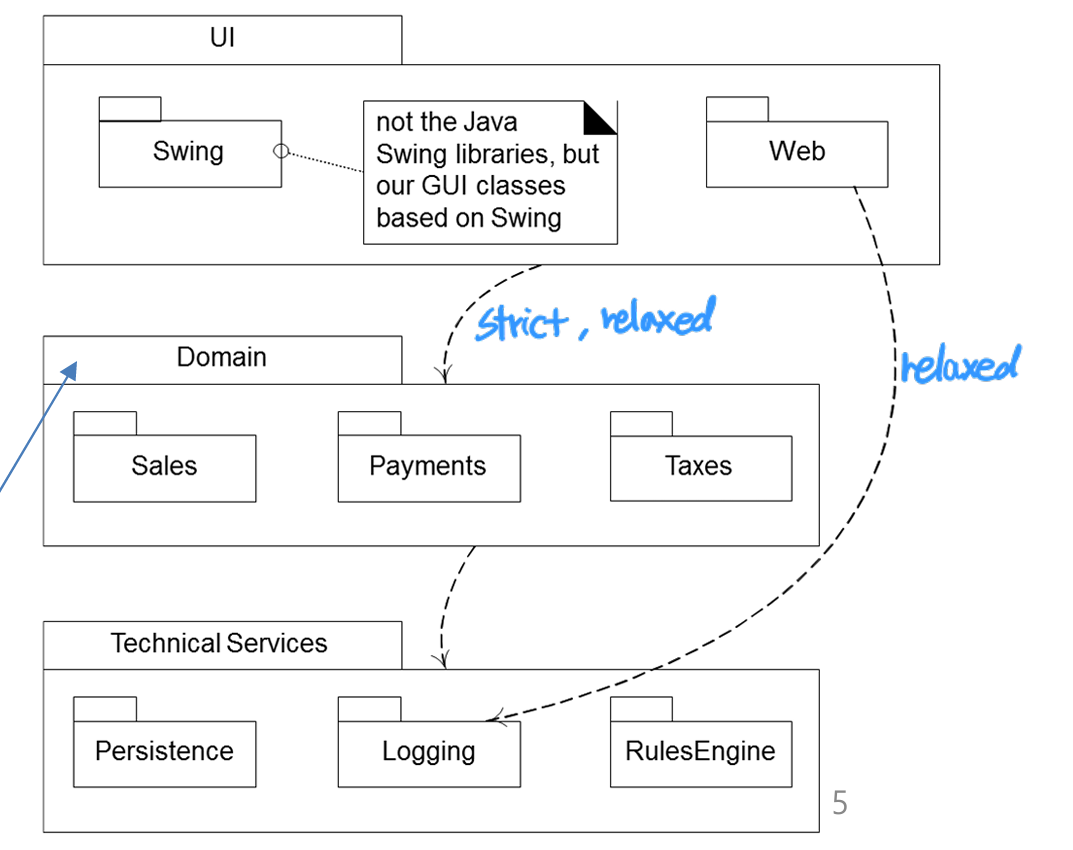 UI
Swing
not the Java
Swing libraries, but
our GUI classes
based on Swing
Web
strict, relaxed
relaxed
Domain
Sales
Payments
Taxes
Technical Services
Persistence
Logging
RulesEngine
5